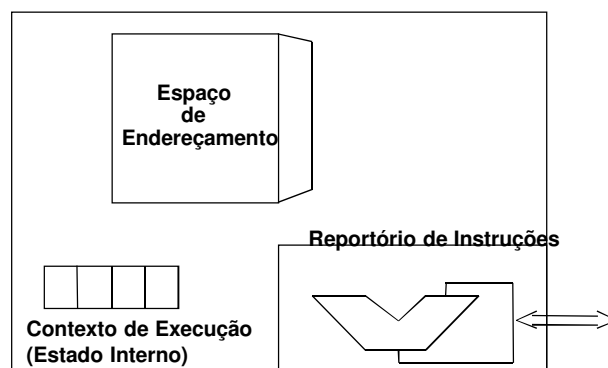 Espaço
de
Endereçamento
Reportório de Instruções
Contexto de Execução
(Estado Interno)